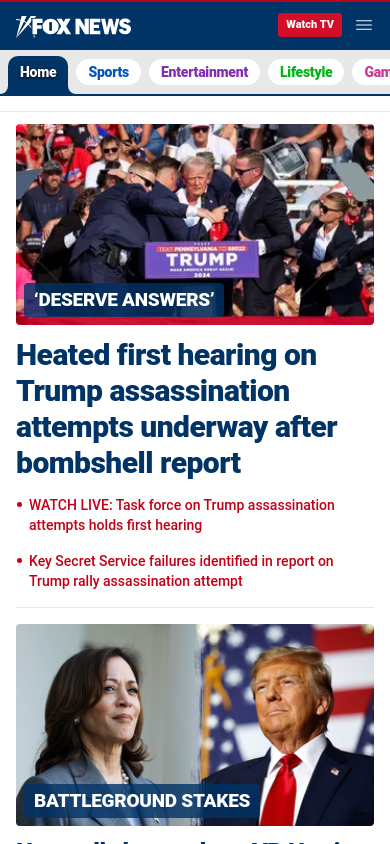 FOX NEWS
Watch TV
Home
Sports
Entertainment
Lifestyle
Gam
TEXT PENNSYLVANIA TO 88022
TRUMP
MAKE AMERICA GREAT AGAIN!
2024
‘DESERVE ANSWERS’
Heated first hearing on
Trump assassination
attempts underway after
bombshell report
• WATCH LIVE: Task force on Trump assassination
attempts holds first hearing
• Key Secret Service failures identified in report on
Trump rally assassination attempt
BATTLEGROUND STAKES